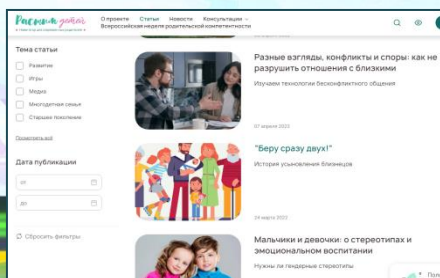 Растим детей
О проекте Статьи Новости Консультации
Всероссийская неделя родительской компетентности
Тема статьи
Развитие
Игры
Медиа
Многодетная семья
Старшее поколение
Посмотреть всё
Дата публикации
от
до
Сбросить фильтры
Разные взгляды, конфликты и споры: как не
разрушить отношения с близкими
Изучаем технологии бесконфликтного общения
07 апреля 2023
"Беру сразу двух!"
История усыновления близнецов
24 марта 2023
Мальчики и девочки: о стереотипах и
эмоциональном воспитании
Нужны ли гендерные стереотипы